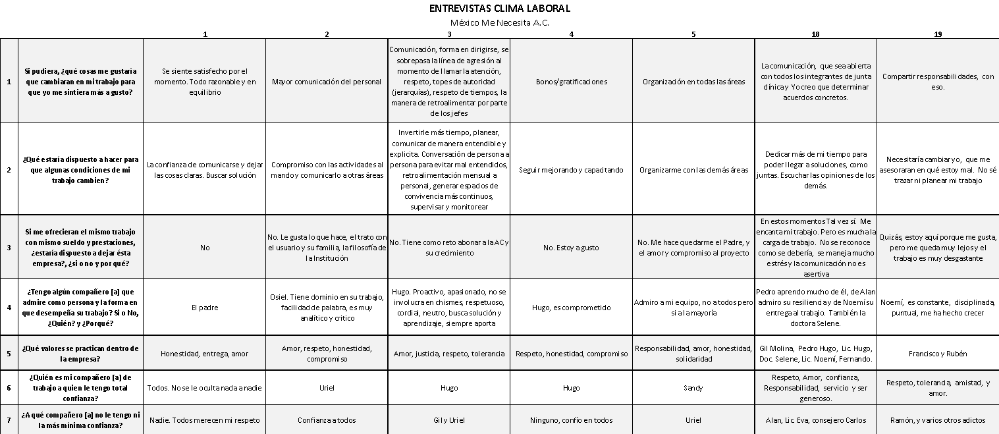 ENTREVISTAS CLIMA LABORAL
México Me Necesita A.C.
1 2 3 4 5 18 19
1
Si pudiera, ¿qué cosas me gustaría
que cambiaran en mi trabajo para
que yo me sintiera más a gusto?
Se siente satisfecho por el
momento. Todo razonable y en
equilibrio
Mayor comunicación del personal
Comunicación, forma en dirigirse, se
sobrepasa la línea de agresión al
momento de llamar la atención,
respeto, topes de autoridad
(jerarquías), respeto de tiempos, la
manera de retroalimentar por parte
de los jefes
Bonos/gratificaciones
Organización en todas las áreas
La comunicación, que sea abierta
con todos los integrantes de junta
clínica y Yo creo que determinar
acuerdos concretos.
Compartir responsabilidades, con
eso.
2
¿Qué estaría dispuesto a hacer para
que algunas condiciones de mi
trabajo cambien?
La confianza de comunicarse y dejar
las cosas claras. Buscar solución
Compromiso con las actividades al
mando y comunicarlo a otras áreas
Invertirle más tiempo, planear,
comunicar de manera entendible y
explicita. Conversación de persona a
persona para evitar mal entendidos,
retroalimentación mensual a
personal, generar espacios de
convivencia más continuos,
supervisar y monitorear
Seguir mejorando y capacitando
Organizarme con las demás áreas
Dedicar más de mi tiempo para
poder llegar a soluciones, como
juntas. Escuchar las opiniones de los
demás.
Necesitaría cambiar yo, que me
asesoraran en qué estoy mal. No sé
trazar ni planear mi trabajo
3
Si me ofrecieran el mismo trabajo
con mismo sueldo y prestaciones,
¿estaría dispuesto a dejar ésta
empresa?, ¿si o no y por qué?
No
No. Le gusta lo que hace, el trato con
el usuario y su familia, la filosofía de
la Institución
No. Tiene como reto abonar a la AC y
su crecimiento
No. Estoy a gusto
No. Me hace quedarme el Padre, y
el amor y compromiso al proyecto
En estos momentos Tal vez sí. Me
encanta mi trabajo. Pero es mucha la
carga de trabajo. No se reconoce
como se debería, se maneja mucho
estrés y la comunicación no es
asertiva
Quizás, estoy aquí porque me gusta,
pero me queda muy lejos y el
trabajo es muy desgastante
4
¿Tengo algún compañero [a] que
admire como persona y la forma en
que desempeña su trabajo? Si o No,
¿Quién? y ¿Porqué?
El padre
Osiel. Tiene dominio en su trabajo,
facilidad de palabra, es muy
analítico y critico
Hugo. Proactivo, apasionado, no se
involucra en chismes, respetuoso,
cordial, neutro, busca solución y
aprendizaje, siempre aporta
Hugo, es comprometido
Admiro a mi equipo, no a todos pero
si a la mayoría
Pedro aprendo mucho de él, de Alan
admiro su resiliencia y de Noemí su
entrega al trabajo. También la
doctora Selene.
Noemí, es constante, disciplinada,
puntual, me ha hecho crecer
5
¿Qué valores se practican dentro de
la empresa?
Honestidad, entrega, amor
Amor, respeto, honestidad,
compromiso
Amor, justicia, respeto, tolerancia
Respeto, honestidad, compromiso
Responsabilidad, amor, honestidad,
solidaridad
Gil Molina, Pedro Hugo, Lic. Hugo,
Doc. Selene, Lic. Noemí, Fernando.
Francisco y Rubén
6
¿Quién es mi compañero [a] de
trabajo a quien le tengo total
confianza?
Todos. No se le oculta nada a nadie
Uriel
Hugo
Hugo
Sandy
Respeto, Amor, confianza,
Responsabilidad, servicio y ser
generoso.
Respeto, tolerancia, amistad, y
amor.
7
¿A qué compañero [a] no le tengo ni
la más mínima confianza?
Nadie. Todos merecen mi respeto
Confianza a todos
Gil y Uriel
Ninguno, confío en todos
Uriel
Alan, Lic. Eva, consejero Carlos
Ramón, y varios otros adictos